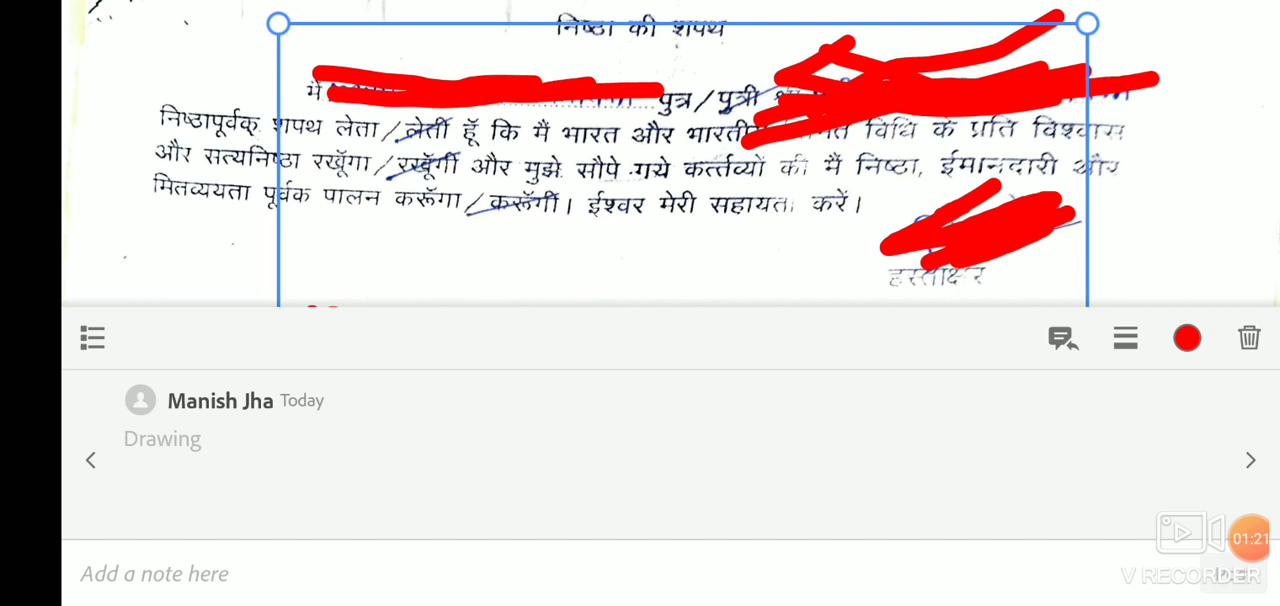 निष्ठा की शपथ
मैं पुत्र/पुत्री
निष्ठापूर्वक शपथ लेता/लेती हूँ कि मैं भारत और विधि के प्रति विश्वास
और सत्यनिष्ठा रखूँगा/रखूँगी और मुझे सौपे गये कर्त्तव्यों की मैं निष्ठा, ईमानदारी और
मितव्ययता पूर्वक पालन करूँगा/करूँगी। ईश्वर मेरी सहायता करें।
हस्ताक्षर
Manish Jha Today
Drawing
01:21
Add a note here
V RECORDER